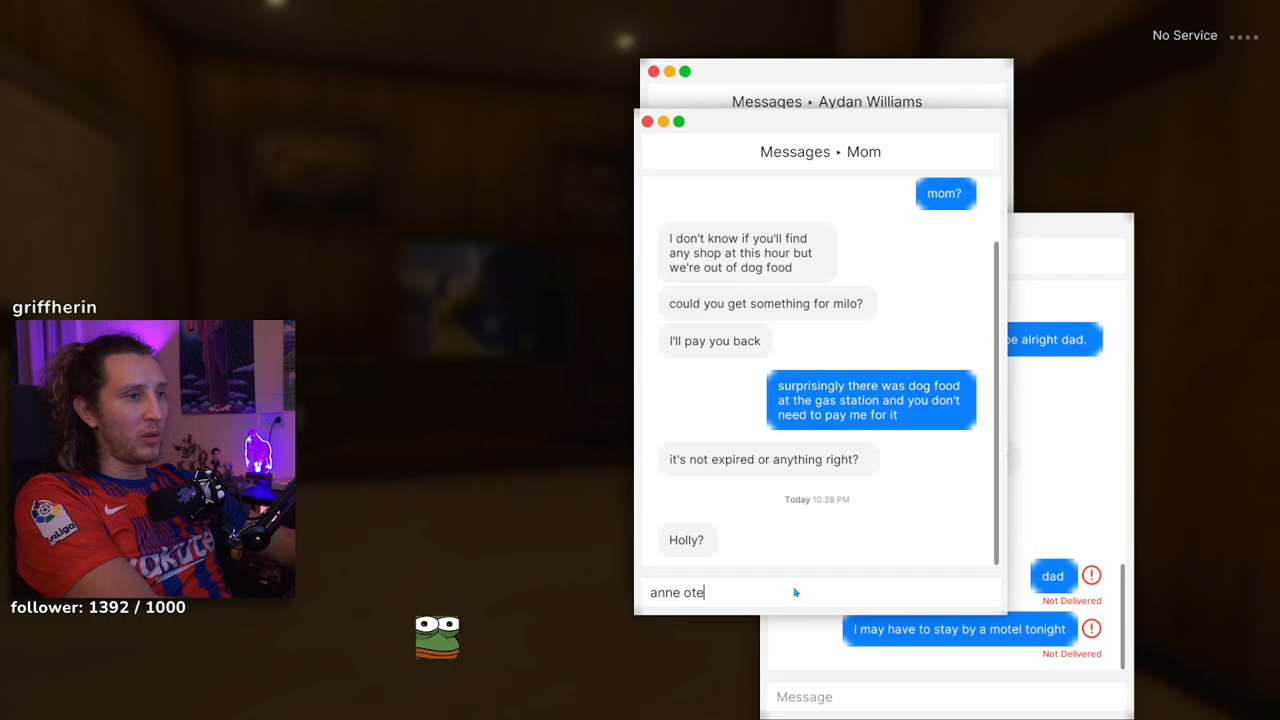 No Service
Messages ‣ Aydan Williams
Messages ‣ Mom
mom?
I don't know if you'll find
any shop at this hour but
we're out of dog food
could you get something for milo?
I'll pay you back
surprisingly there was dog food
at the gas station and you don't
need to pay me for it
it's not expired or anything right?
Today 10:28 PM
Holly?
anne ote
be alright dad.
dad
Not Delivered
I may have to stay by a motel tonight
Not Delivered
Message
griffherin
LaLiga
follower: 1392 / 1000